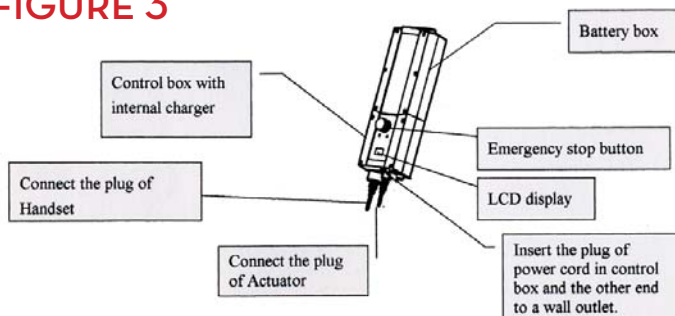 FIGURE 3
Battery box
Control box with
internal charger
Emergency stop button
Connect the plug of
Handset
LCD display
Connect the plug
of Actuator
Insert the plug of
power cord in control
box and the other end
to a wall outlet.